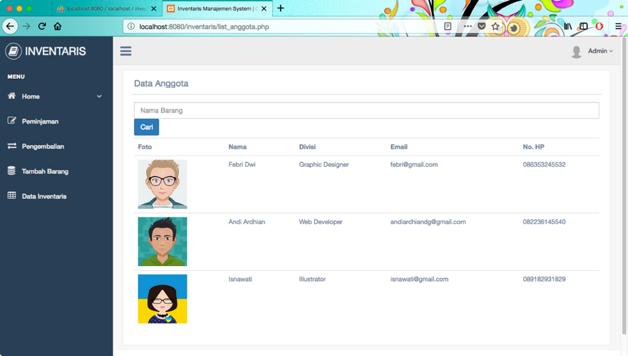 localhost:8080 / localhost / inve
Inventaris Manajemen System |
localhost:8080/inventaris/list_anggota.php
INVENTARIS
Admin
MENU
Home
Peminjaman
Pengembalian
Tambah Barang
Data Inventaris
Data Anggota
Nama Barang
Cari
Foto Nama Divisi Email No. HP
Febri Dwi Graphic Designer febri@gmail.com 086353245532
Andi Ardhian Web Developer andiardhiandg@gmail.com 082236145540
Isnawati Illustrator isnawati@gmail.com 089182931829